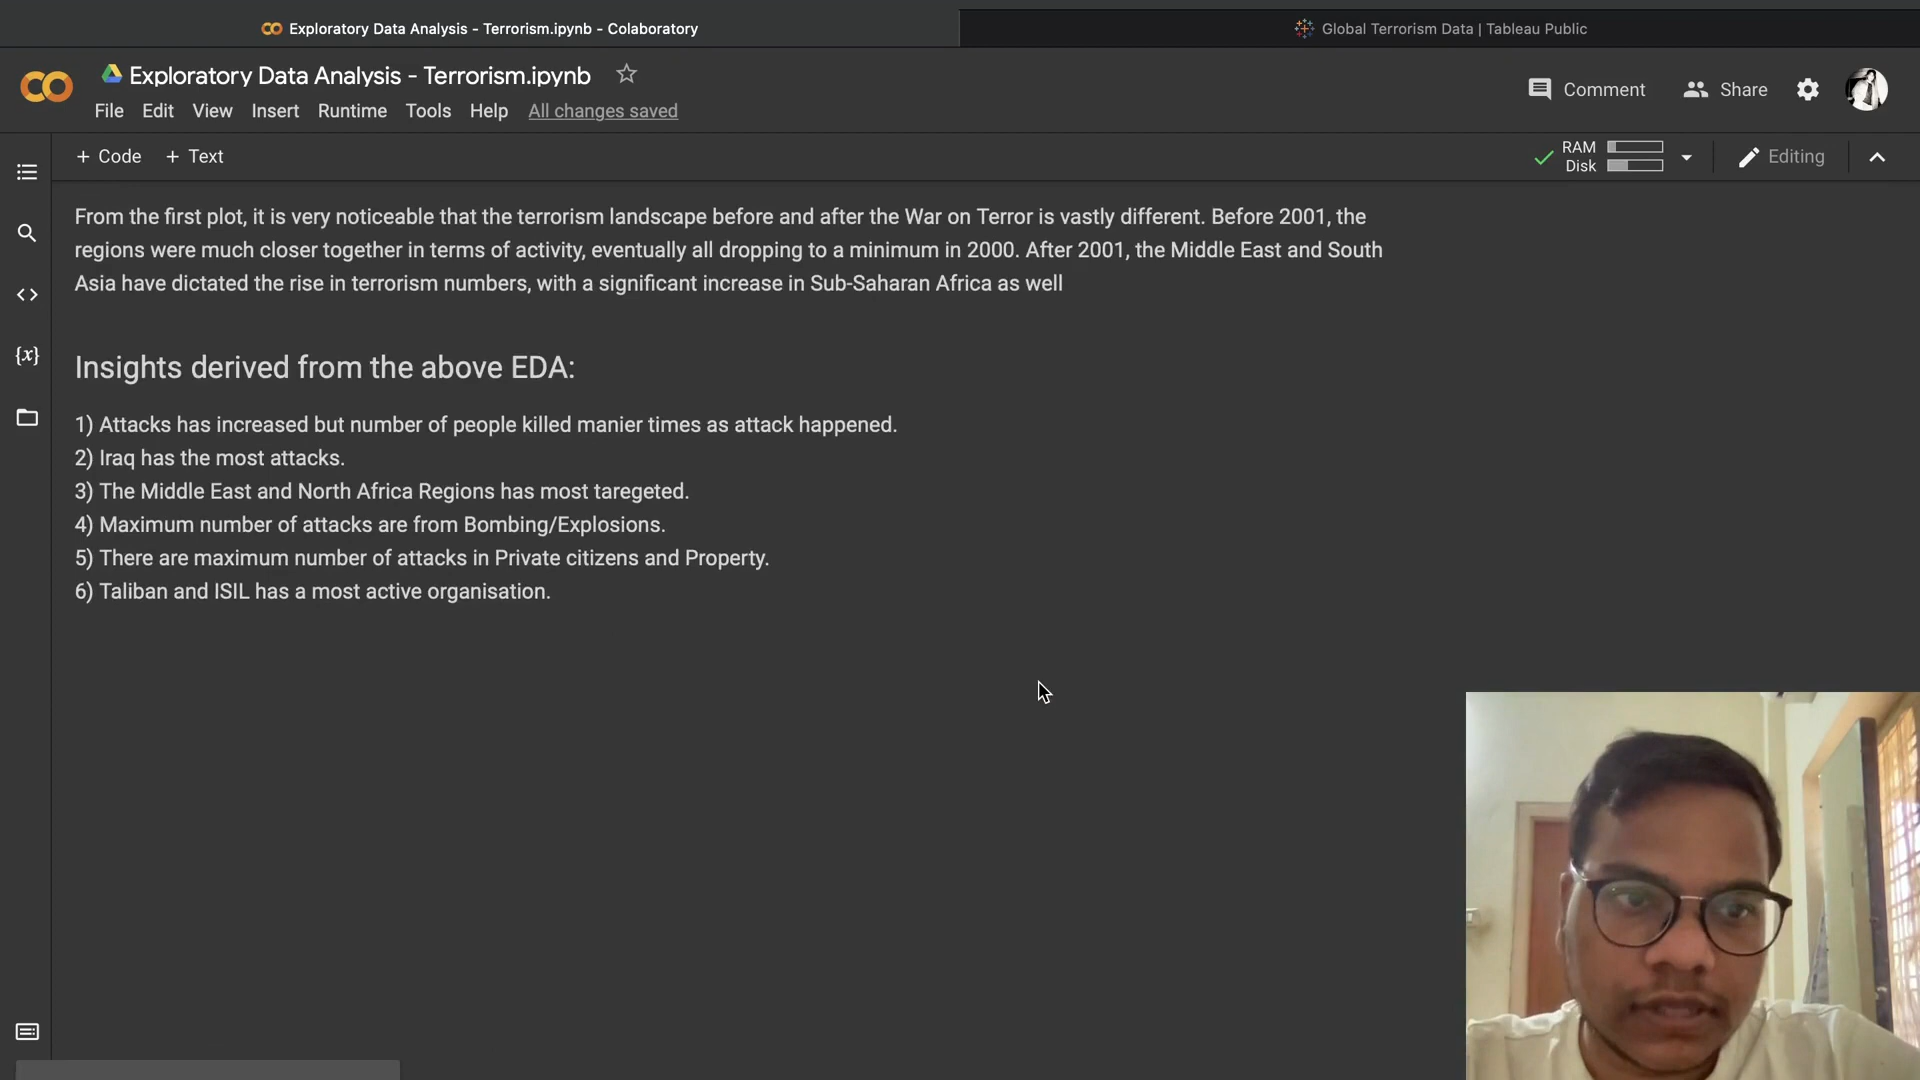 Exploratory Data Analysis - Terrorism.ipynb - Colaboratory
Global Terrorism Data | Tableau Public
Exploratory Data Analysis - Terrorism.ipynb
Comment
Share
File Edit View Insert Runtime Tools Help All changes saved
+ Code + Text
RAM
Disk
Editing
From the first plot, it is very noticeable that the terrorism landscape before and after the War on Terror is vastly different. Before 2001, the
regions were much closer together in terms of activity, eventually all dropping to a minimum in 2000. After 2001, the Middle East and South
Asia have dictated the rise in terrorism numbers, with a significant increase in Sub-Saharan Africa as well
Insights derived from the above EDA:
1) Attacks has increased but number of people killed manier times as attack happened.
2) Iraq has the most attacks.
3) The Middle East and North Africa Regions has most taregeted.
4) Maximum number of attacks are from Bombing/Explosions.
5) There are maximum number of attacks in Private citizens and Property.
6) Taliban and ISIL has a most active organisation.